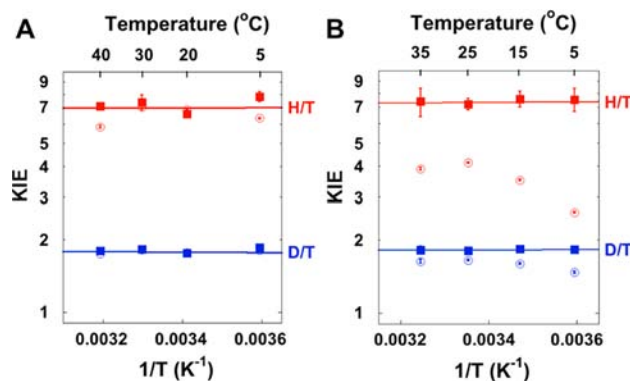 A
Temperature (°C)
40 30 20 5
9
7
5
4
3
2
1
KIE
H/T
D/T
0.0032 0.0034 0.0036
1/T (K⁻¹)
B
Temperature (°C)
35 25 15 5
9
7
5
4
3
2
1
KIE
H/T
D/T
0.0032 0.0034 0.0036
1/T (K⁻¹)